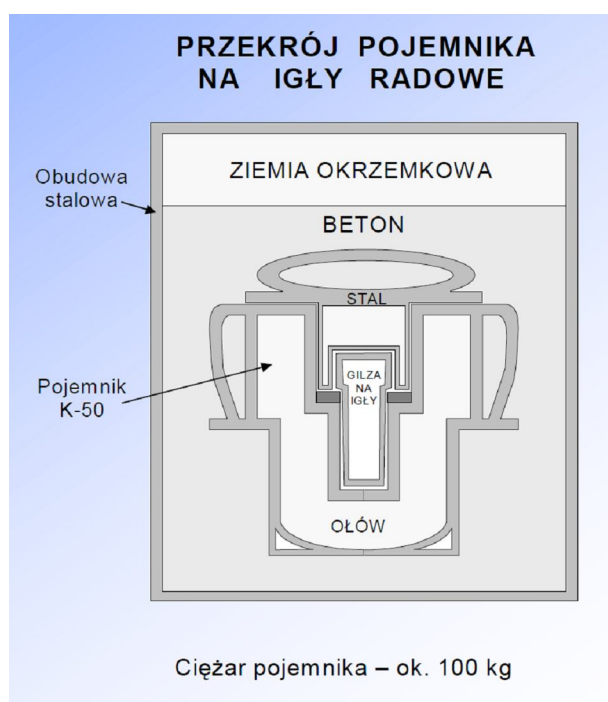 PRZEKRÓJ POJEMNIKA
NA IGŁY RADOWE
Obudowa
stalowa
ZIEMIA OKRZEMKOWA
BETON
STAL
GILZA
NA
IGŁY
Pojemnik
K-50
OŁÓW
Ciężar pojemnika – ok. 100 kg